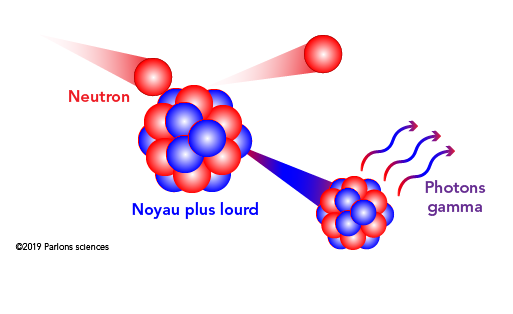 Neutron
Noyau plus lourd
Photons
gamma
©2019 Parlons sciences